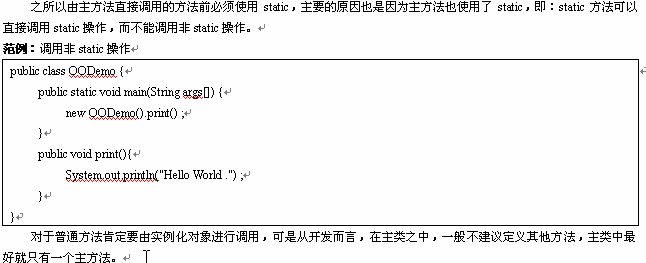 之所以由主方法直接调用的方法前必须使用 static，主要的原因也是因为主方法也使用了 static，即：static 方法可以
直接调用 static 操作，而不能调用非 static 操作。
范例：调用非 static 操作
public class OODemo {
public static void main(String args[]) {
new OODemo().print() ;
}
public void print(){
System.out.println("Hello World .") ;
}
}
对于普通方法肯定要由实例化对象进行调用，可是从开发而言，在主类之中，一般不建议定义其他方法，主类中最
好就只有一个主方法。